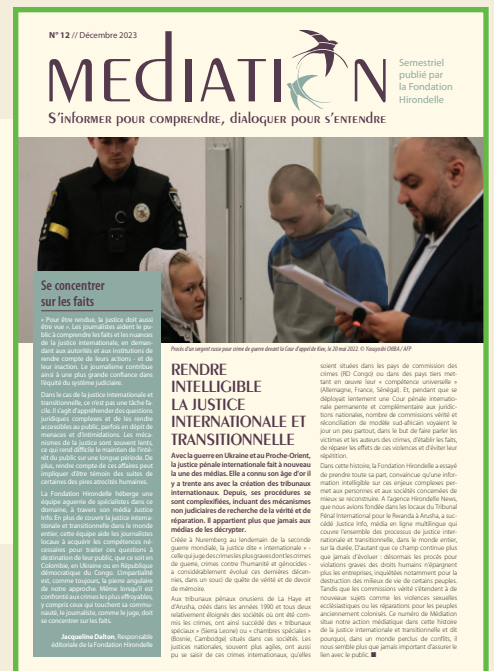 N° 12 // Décembre 2023
MEDIATION
Semestriel
publié par
la Fondation
Hirondelle
S'informer pour comprendre, dialoguer pour s'entendre
Se concentrer
sur les faits
« Pour être rendue, la justice doit aussi
être vue ». Les journalistes aident le pu-
blic à comprendre les faits et les nuances
de la justice internationale, en deman-
dant aux autorités et aux institutions de
rendre compte de leurs actions - et de
leur inaction. Le journalisme contribue
ainsi à une plus grande confiance dans
l'équité du système judiciaire.
Dans le cas de la justice internationale et
transitionnelle, ce n'est pas une tâche fa-
cile. Il s'agit d'appréhender des questions
juridiques complexes et de les rendre
accessibles au public, parfois en dépit de
menaces et d'intimidations. Les méca-
nismes de la justice sont souvent lents,
ce qui rend difficile le maintien de l'inté-
rêt du public sur une longue période. De
plus, rendre compte de ces affaires peut
impliquer d'être témoin des suites de
certaines des pires atrocités humaines.
La Fondation Hirondelle héberge une
équipe aguerrie de spécialistes dans ce
domaine, à travers son média Justice
Info. En plus de couvrir la justice interna-
tionale et transitionnelle dans le monde
entier, cette équipe aide les journalistes
locaux à acquérir les compétences né-
cessaires pour traiter ces questions à
destination de leur public, que ce soit en
Colombie, en Ukraine ou en République
démocratique du Congo. L'impartialité
est, comme toujours, la pierre angulaire
de notre approche. Même lorsqu'il est
confronté aux crimes les plus effroyables,
y compris ceux qui touchent sa commu-
nauté, le journaliste, comme le juge, doit
se concentrer sur les faits.
Jacqueline Dalton, Responsable
éditoriale de la Fondation Hirondelle
Procès d'un sergent russe pour crime de guerre devant la Cour d'appel de Kiev, le 20 mai 2022. © Yasuyoshi CHIBA / AFP
RENDRE
INTELLIGIBLE
LA JUSTICE
INTERNATIONALE ET
TRANSITIONNELLE
Avec la guerre en Ukraine et au Proche-Orient,
la justice pénale internationale fait à nouveau
la une des médias. Elle a connu son âge d'or il
y a trente ans avec la création des tribunaux
internationaux. Depuis, ses procédures se
sont complexifiées, incluant des mécanismes
non judiciaires de recherche de la vérité et de
réparation. Il appartient plus que jamais aux
médias de les décrypter.
Créée à Nuremberg au lendemain de la seconde
guerre mondiale, la justice dite « internationale » -
celle qui juge des crimes les plus graves dont les crimes
de guerre, crimes contre l'humanité et génocides -
a considérablement évolué ces dernières décen-
nies, dans un souci de quête de vérité et de devoir
de mémoire.
Aux tribunaux pénaux onusiens de La Haye et
d'Arusha, créés dans les années 1990 et tous deux
relativement éloignés des sociétés où ont été com-
mis les crimes, ont ainsi succédé des « tribunaux
spéciaux » (Sierra Leone) ou « chambres spéciales »
(Bosnie, Cambodge) situés dans ces sociétés. Les
justices nationales, souvent plus agiles, ont aussi
pu se saisir de ces crimes internationaux, qu'elles
soient situées dans les pays de commission des
crimes (RD Congo) ou dans des pays tiers met-
tant en œuvre leur « compétence universelle »
(Allemagne, France, Sénégal). Et, pendant que se
déployait lentement une Cour pénale internatio-
nale permanente et complémentaire aux juridic-
tions nationales, nombre de commissions vérité et
réconciliation de modèle sud-africain voyaient le
jour un peu partout, dans le but de faire parler les
victimes et les auteurs des crimes, d'établir les faits,
de réparer les effets de ces violences et d'éviter leur
répétition.
Dans cette histoire, la Fondation Hirondelle a essayé
de prendre toute sa part, convaincue qu'une infor-
mation intelligible sur ces enjeux complexes per-
met aux personnes et aux sociétés concernées de
mieux se reconstruire. A l'agence Hirondelle News,
que nous avions fondée dans les locaux du Tribunal
Pénal International pour le Rwanda à Arusha, a suc-
cédé Justice Info, média en ligne multilingue qui
couvre l'ensemble des processus de justice inter-
nationale et transitionnelle, dans le monde entier,
sur la durée. D'autant que ce champ continue plus
que jamais d'évoluer : désormais les procès pour
violations graves des droits humains n'épargnent
plus les entreprises, inquiétées notamment pour la
destruction des milieux de vie de certains peuples.
Tandis que les commissions vérité s'étendent à de
nouveaux sujets comme les violences sexuelles
ecclésiastiques ou les réparations pour les peuples
anciennement colonisés. Ce numéro de Médiation
situe notre action médiatique dans cette histoire
de la justice internationale et transitionnelle et dit
pourquoi, dans un monde perclus de conflits, il
nous semble plus que jamais important d'assurer le
lien avec le public. ■